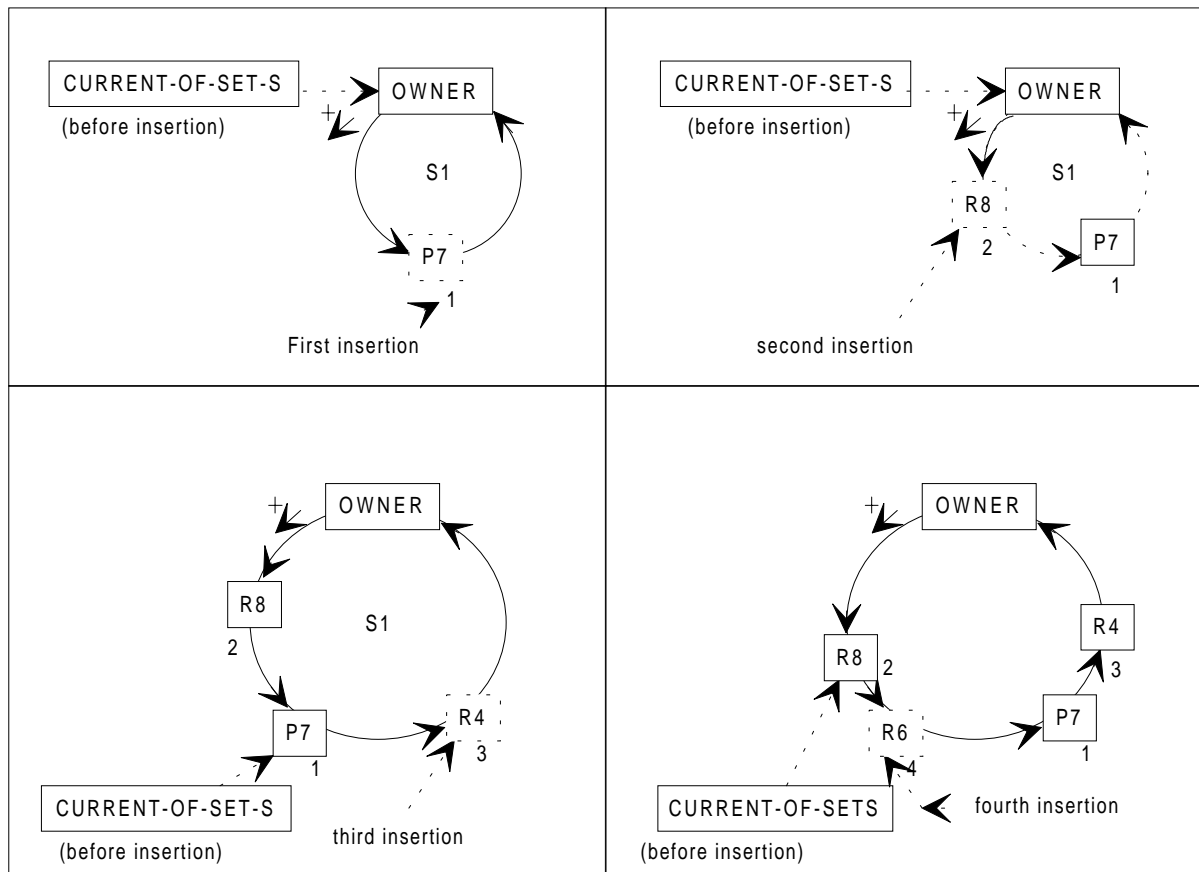 CURRENT-OF-SET-S
OWNER
(before insertion)
+
S1
P7
1
First insertion
CURRENT-OF-SET-S
OWNER
(before insertion)
+
S1
R8
2
P7
1
second insertion
OWNER
+
R8
S1
2
P7
R4
1
3
CURRENT-OF-SET-S
third insertion
(before insertion)
OWNER
+
R4
R8
2
3
R6
P7
1
4
CURRENT-OF-SETS
fourth insertion
(before insertion)